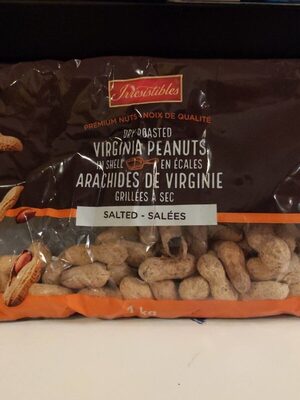 Irresistibles
PREMIUM NUTS NOIX DE QUALITÉ
DRY ROASTED
VIRGINIA PEANUTS
IN SHELL EN ÉCALES
ARACHIDES DE VIRGINIE
GRILLÉES À SEC
SALTED - SALÉES
1 kg